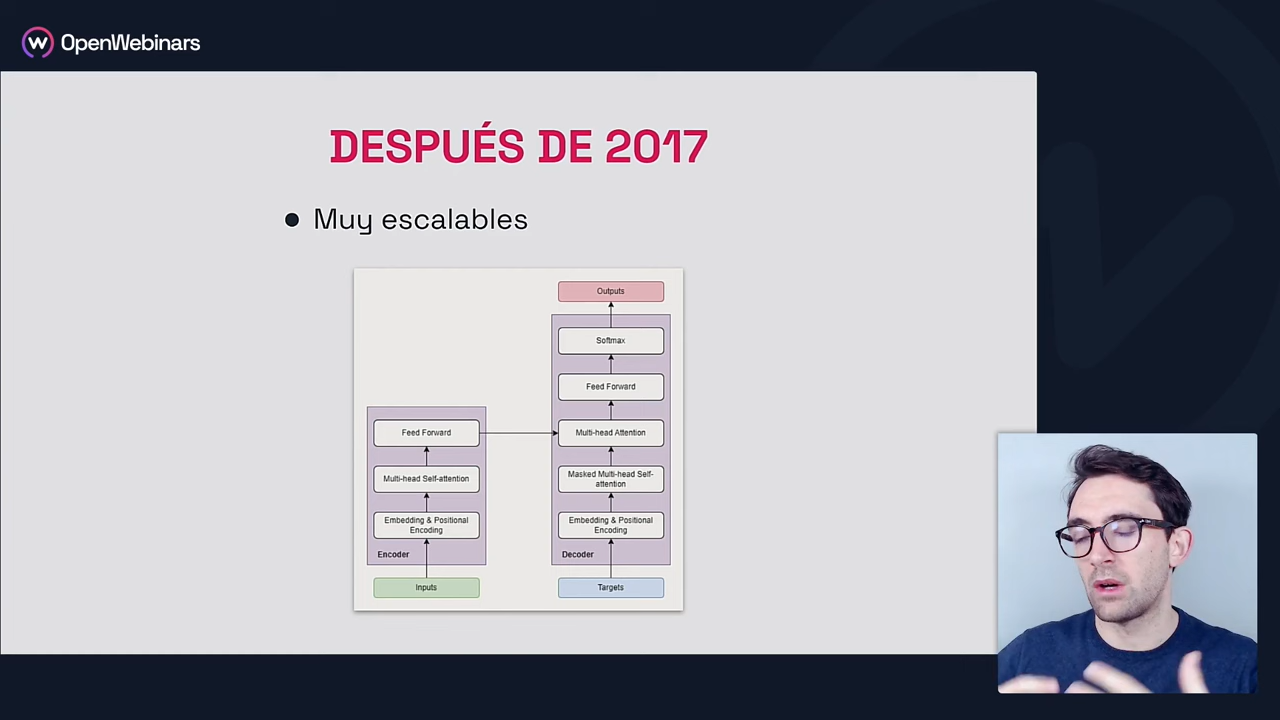 OpenWebinars
DESPUÉS DE 2017
Muy escalables
Outputs
Softmax
Feed Forward
Multi-head Attention
Masked Multi-head Self-
attention
Embedding & Positional
Encoding
Decoder
Targets
Feed Forward
Multi-head Self-attention
Embedding & Positional
Encoding
Encoder
Inputs